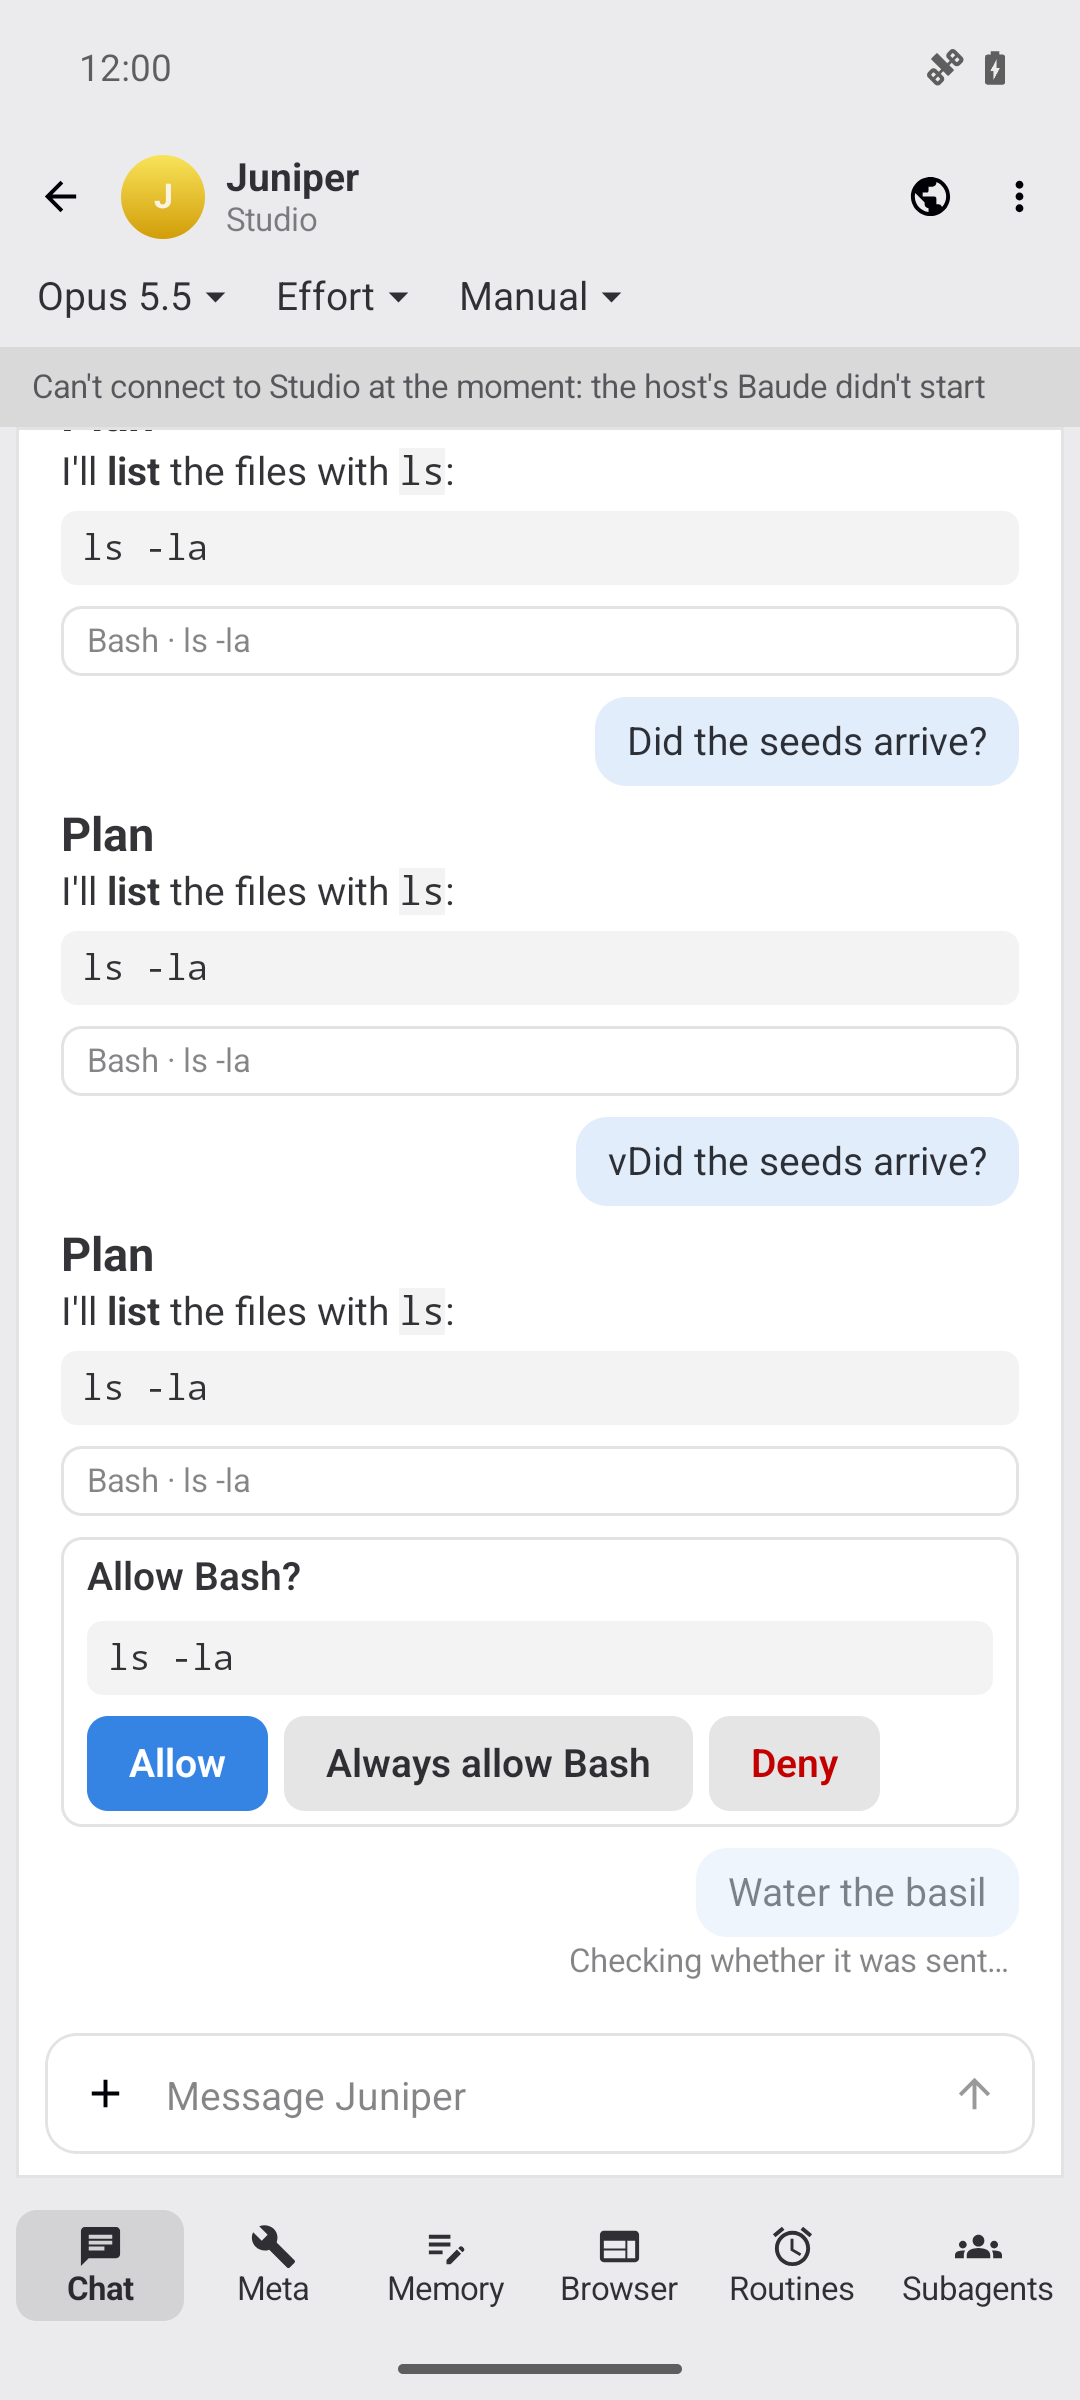 12:00
J
Juniper
Studio
Opus 5.5
Effort
Manual
Can't connect to Studio at the moment: the host's Baude didn't start
Plan
I'll list the files with ls:
ls -la
Bash · ls -la
Did the seeds arrive?
Plan
I'll list the files with ls:
ls -la
Bash · ls -la
vDid the seeds arrive?
Plan
I'll list the files with ls:
ls -la
Bash · ls -la
Allow Bash?
ls -la
Allow
Always allow Bash
Deny
Water the basil
Checking whether it was sent…
Message Juniper
Chat
Meta
Memory
Browser
Routines
Subagents